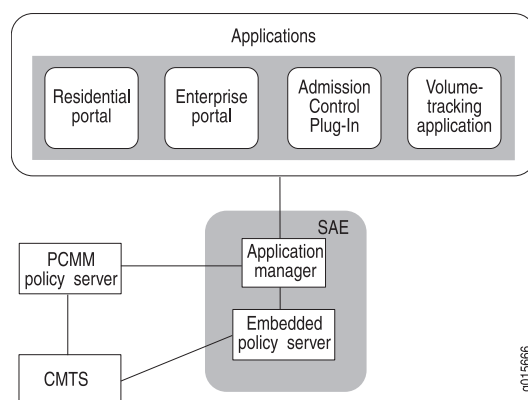 Applications
Residential
portal
Enterprise
portal
Admission
Control
Plug-In
Volume-
tracking
application
SAE
Application
manager
PCMM
policy server
Embedded
policy server
CMTS
g015666